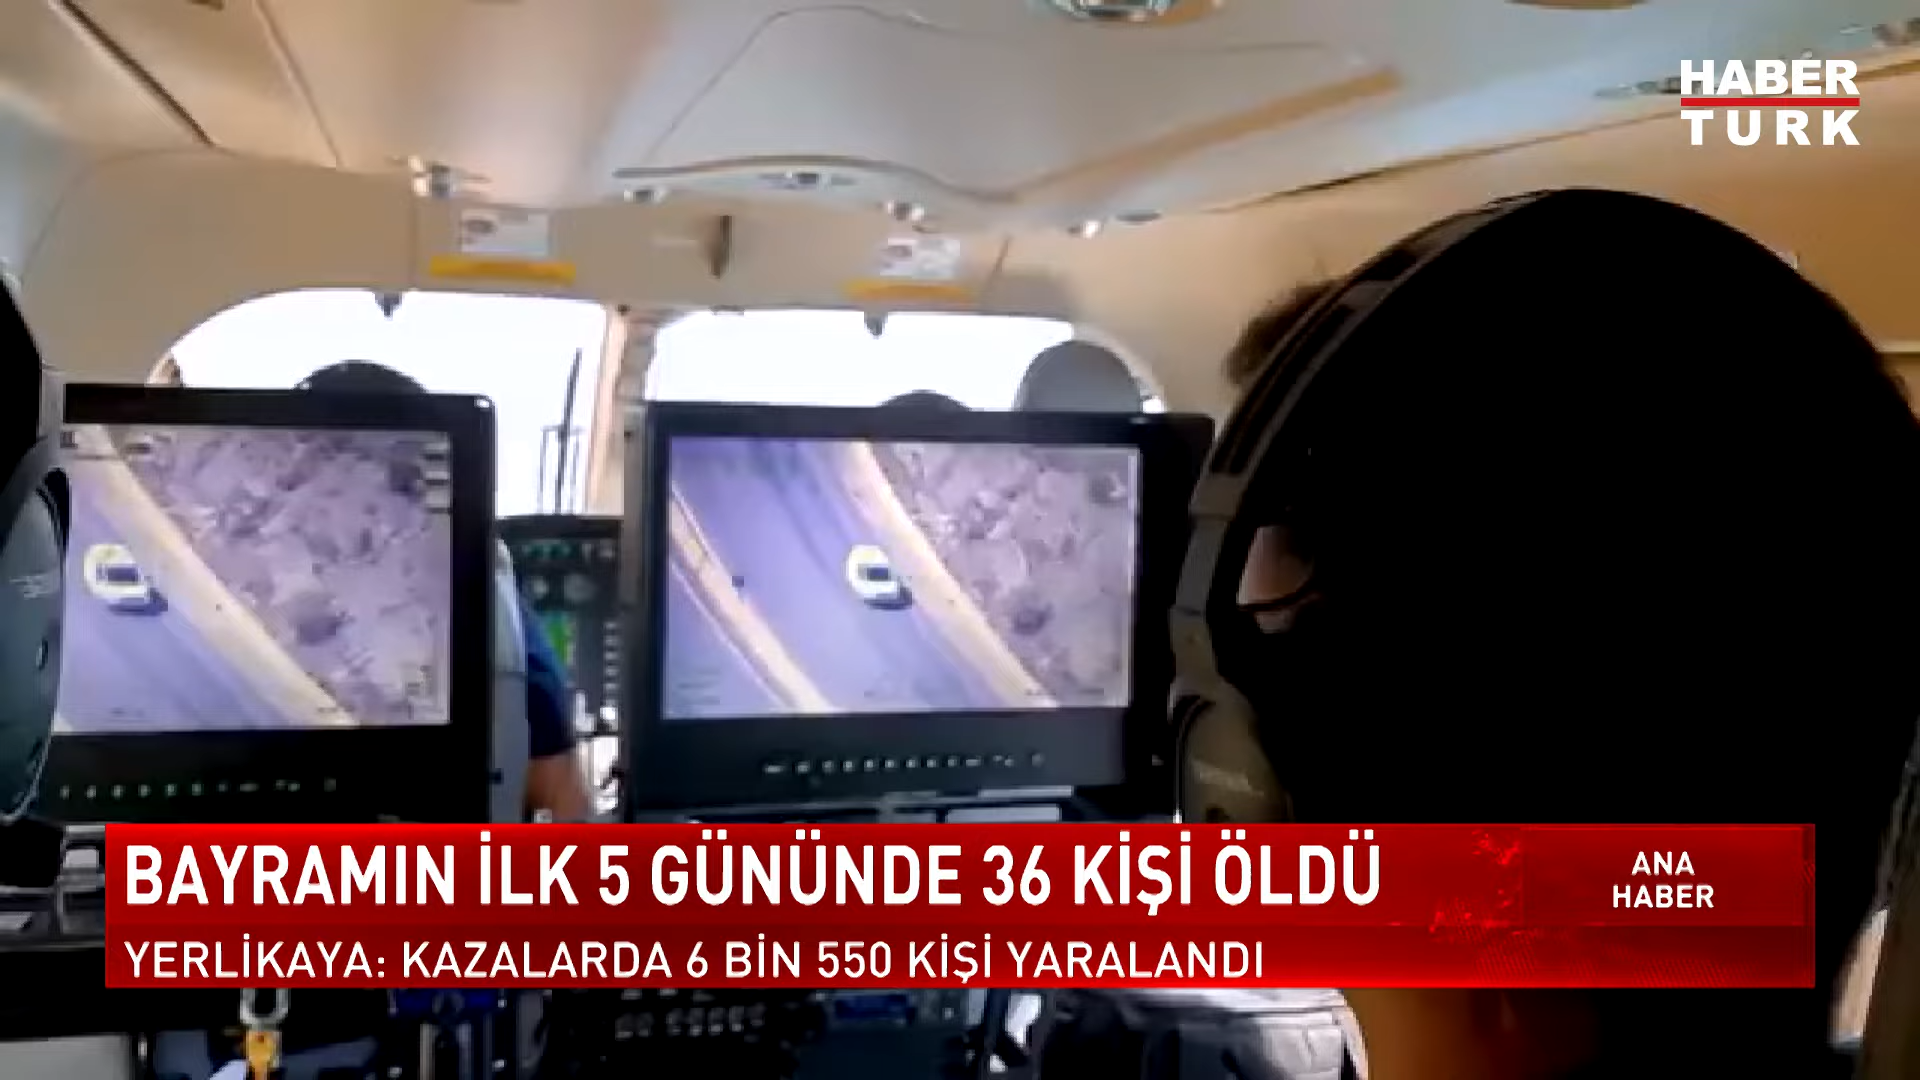 HABER
TURK
BAYRAMIN İLK 5 GÜNÜNDE 36 KİŞİ ÖLDÜ
YERLİKAYA: KAZALARDA 6 BİN 550 KİŞİ YARALANDI
ANA
HABER